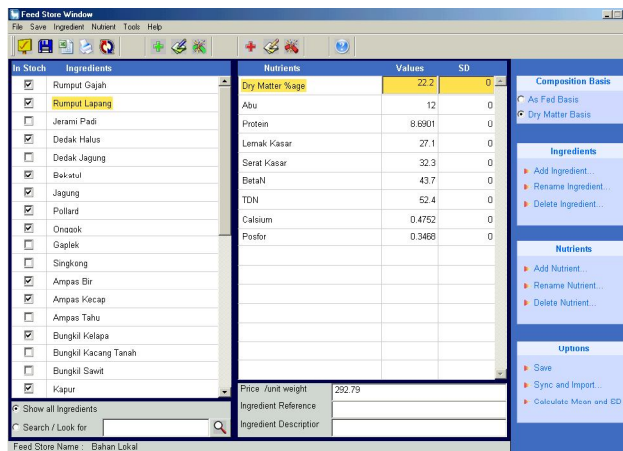 Feed Store Window
File Save Ingredient Nutrient Tools Help
In Stoch Ingredients
Rumput Gajah
Rumput Lapang
Jerami Padi
Dedak Halus
Dedak Jagung
Bekatul
Jagung
Pollard
Onggok
Gaplek
Singkong
Ampas Bir
Ampas Kecap
Ampas Tahu
Bungkil Kelapa
Bungkil Kacang Tanah
Bungkil Sawit
Kapur
Show all Ingredients
Search / Look for
Nutrients Values SD
Dry Matter %age 22.2 0
Abu 12 0
Protein 8.6901 0
Lemak Kasar 27.1 0
Serat Kasar 32.3 0
BetaN 43.7 0
TDN 52.4 0
Calsium 0.4752 0
Posfor 0.3468 0
Price /unit weight 292.79
Ingredient Reference
Ingredient Description
Composition Basis
As Fed Basis
Dry Matter Basis
Ingredients
Add Ingredient...
Rename Ingredient...
Delete Ingredient...
Nutrients
Add Nutrient...
Rename Nutrient...
Delete Nutrient...
Options
Save
Sync and Import...
Calculate Mean and SD
Feed Store Name : Bahan Lokal